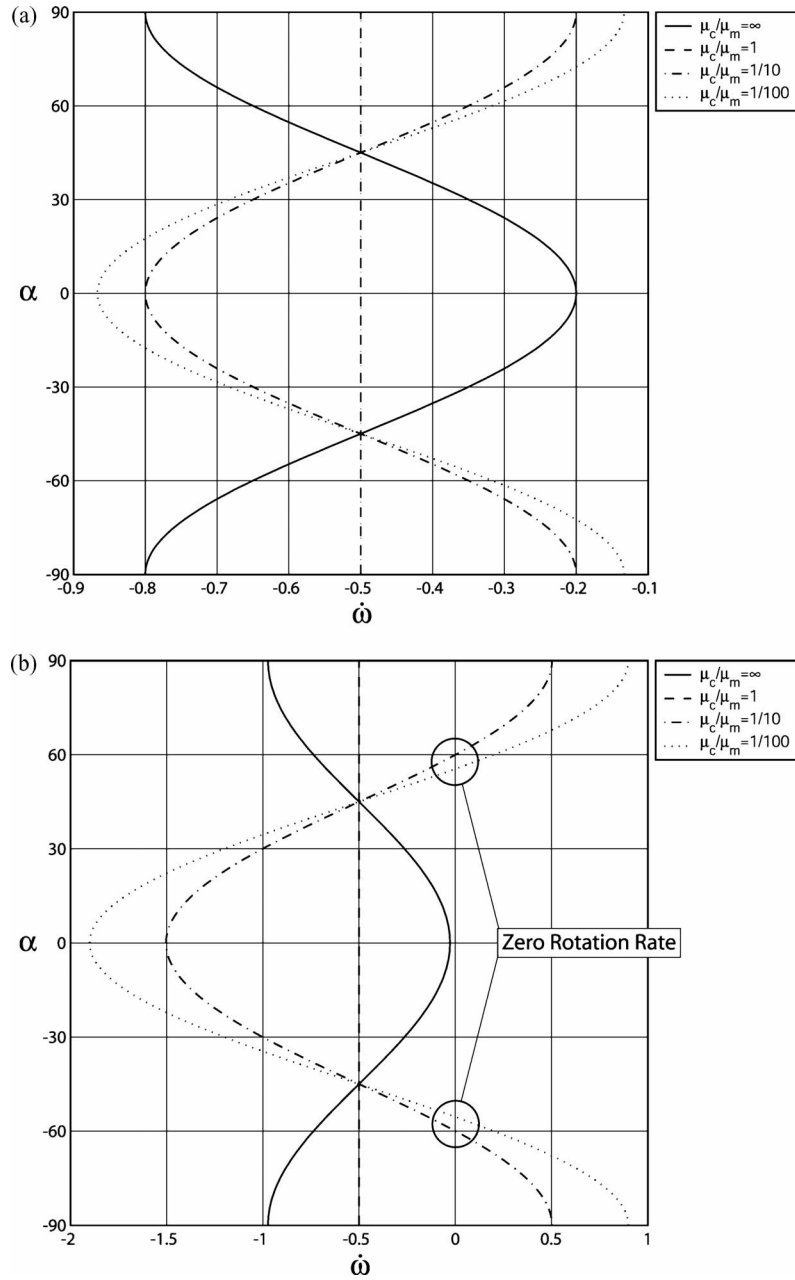 (a)
90
60
30
0
-30
-60
-90
α
-0.9 -0.8 -0.7 -0.6 -0.5 -0.4 -0.3 -0.2 -0.1
ω̇
μc/μm=∞
μc/μm=1
μc/μm=1/10
μc/μm=1/100
(b)
90
60
30
0
-30
-60
-90
α
-2 -1.5 -1 -0.5 0 0.5 1
ω̇
μc/μm=∞
μc/μm=1
μc/μm=1/10
μc/μm=1/100
Zero Rotation Rate